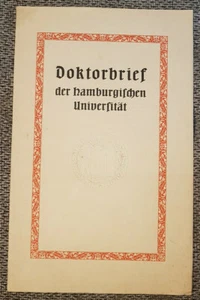 Doktorbrief
der Hamburgischen
Universität